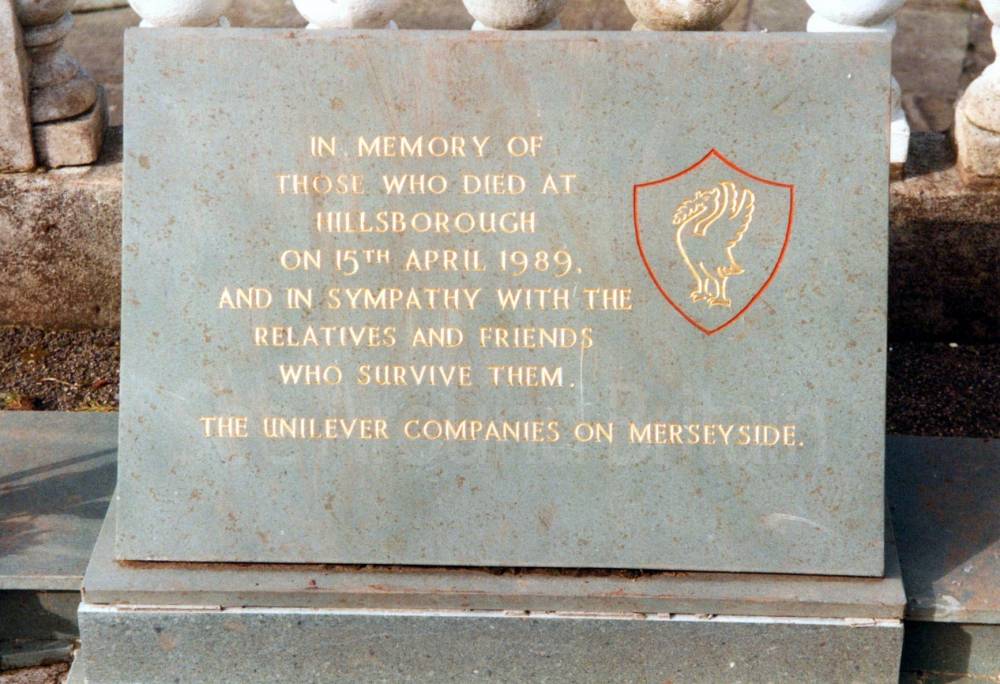 IN MEMORY OF
THOSE WHO DIED AT
HILLSBOROUGH
ON 15TH APRIL 1989,
AND IN SYMPATHY WITH THE
RELATIVES AND FRIENDS
WHO SURVIVE THEM.
THE UNILEVER COMPANIES ON MERSEYSIDE.